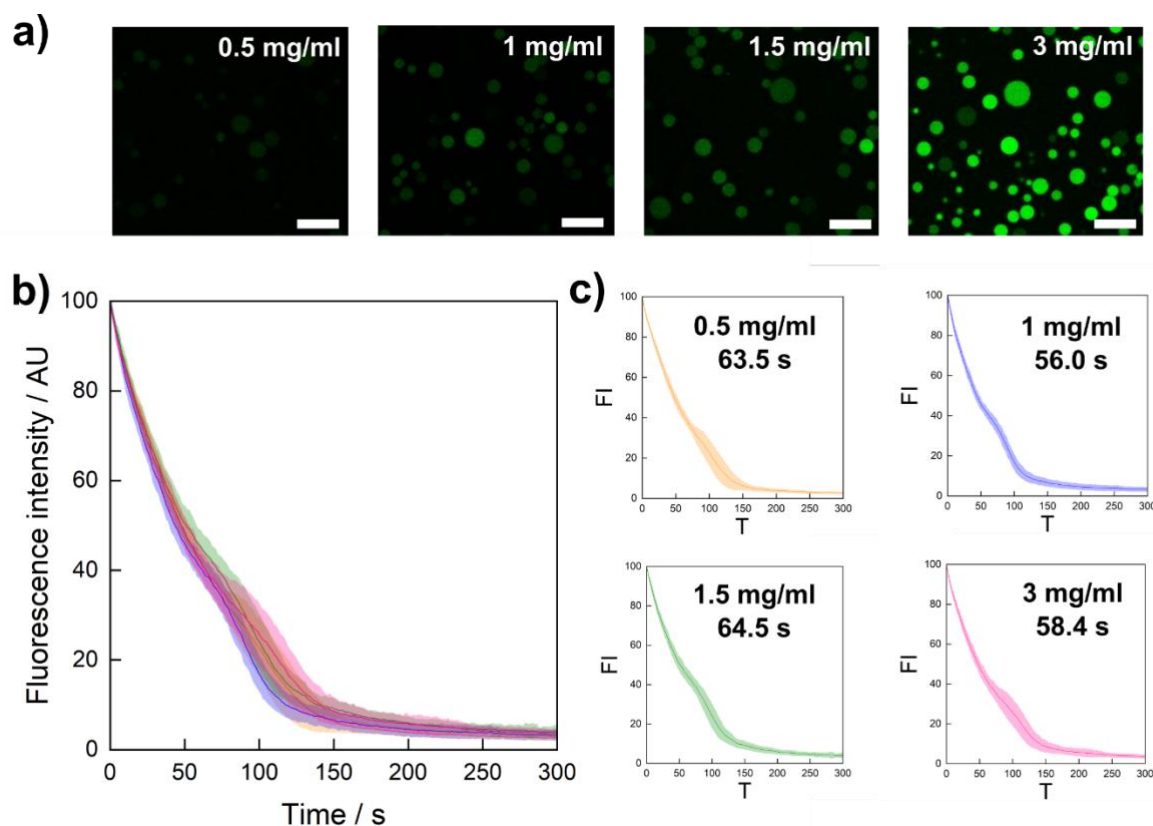 a)
0.5 mg/ml
1 mg/ml
1.5 mg/ml
3 mg/ml
b)
Fluorescence intensity / AU
100
80
60
40
20
0
0 50 100 150 200 250 300
Time / s
c)
0.5 mg/ml
63.5 s
FI
100
80
60
40
20
0
0 50 100 150 200 250 300
T
1 mg/ml
56.0 s
FI
100
80
60
40
20
0
0 50 100 150 200 250 300
T
1.5 mg/ml
64.5 s
FI
100
80
60
40
20
0
0 50 100 150 200 250 300
T
3 mg/ml
58.4 s
FI
100
80
60
40
20
0
0 50 100 150 200 250 300
T